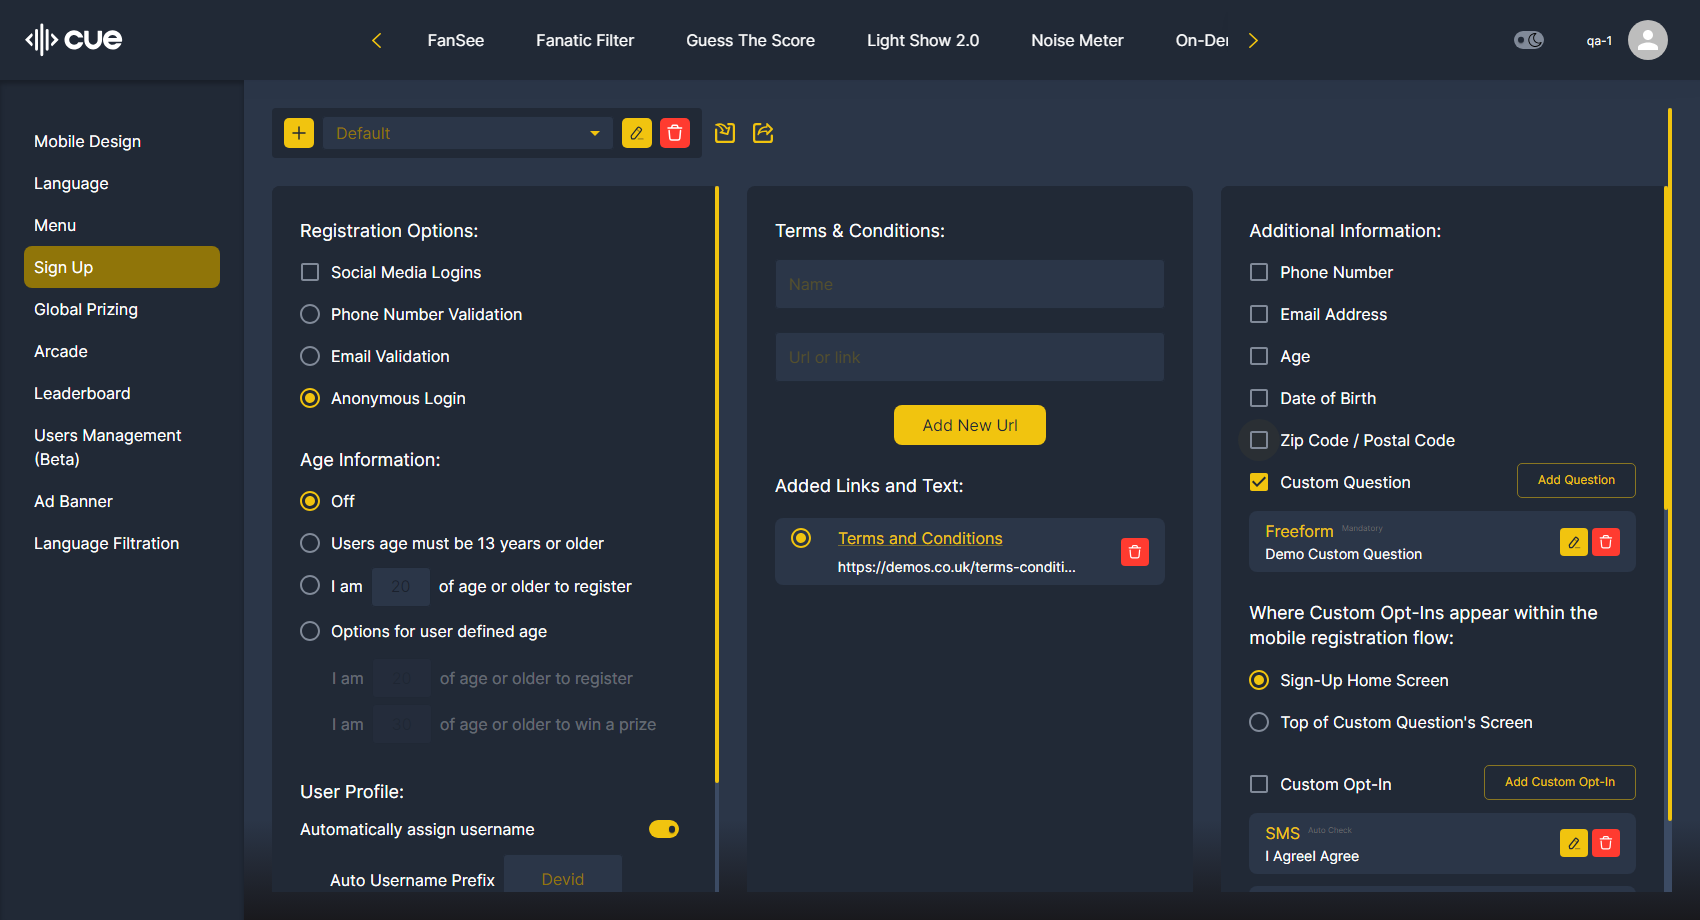 cue
FanSee
Fanatic Filter
Guess The Score
Light Show 2.0
Noise Meter
On-Der
qa-1
Mobile Design
Language
Menu
Sign Up
Global Prizing
Arcade
Leaderboard
Users Management
(Beta)
Ad Banner
Language Filtration
Default
Registration Options:
Social Media Logins
Phone Number Validation
Email Validation
Anonymous Login
Age Information:
Off
Users age must be 13 years or older
I am 20 of age or older to register
Options for user defined age
I am 20 of age or older to register
I am 30 of age or older to win a prize
User Profile:
Automatically assign username
Auto Username Prefix Devid
Terms & Conditions:
Name
Url or link
Add New Url
Added Links and Text:
Terms and Conditions
https://demos.co.uk/terms-conditi...
Additional Information:
Phone Number
Email Address
Age
Date of Birth
Zip Code / Postal Code
Custom Question
Add Question
Freeform Mandatory
Demo Custom Question
Where Custom Opt-Ins appear within the
mobile registration flow:
Sign-Up Home Screen
Top of Custom Question's Screen
Custom Opt-In
Add Custom Opt-In
SMS Auto Check
I AgreeI Agree